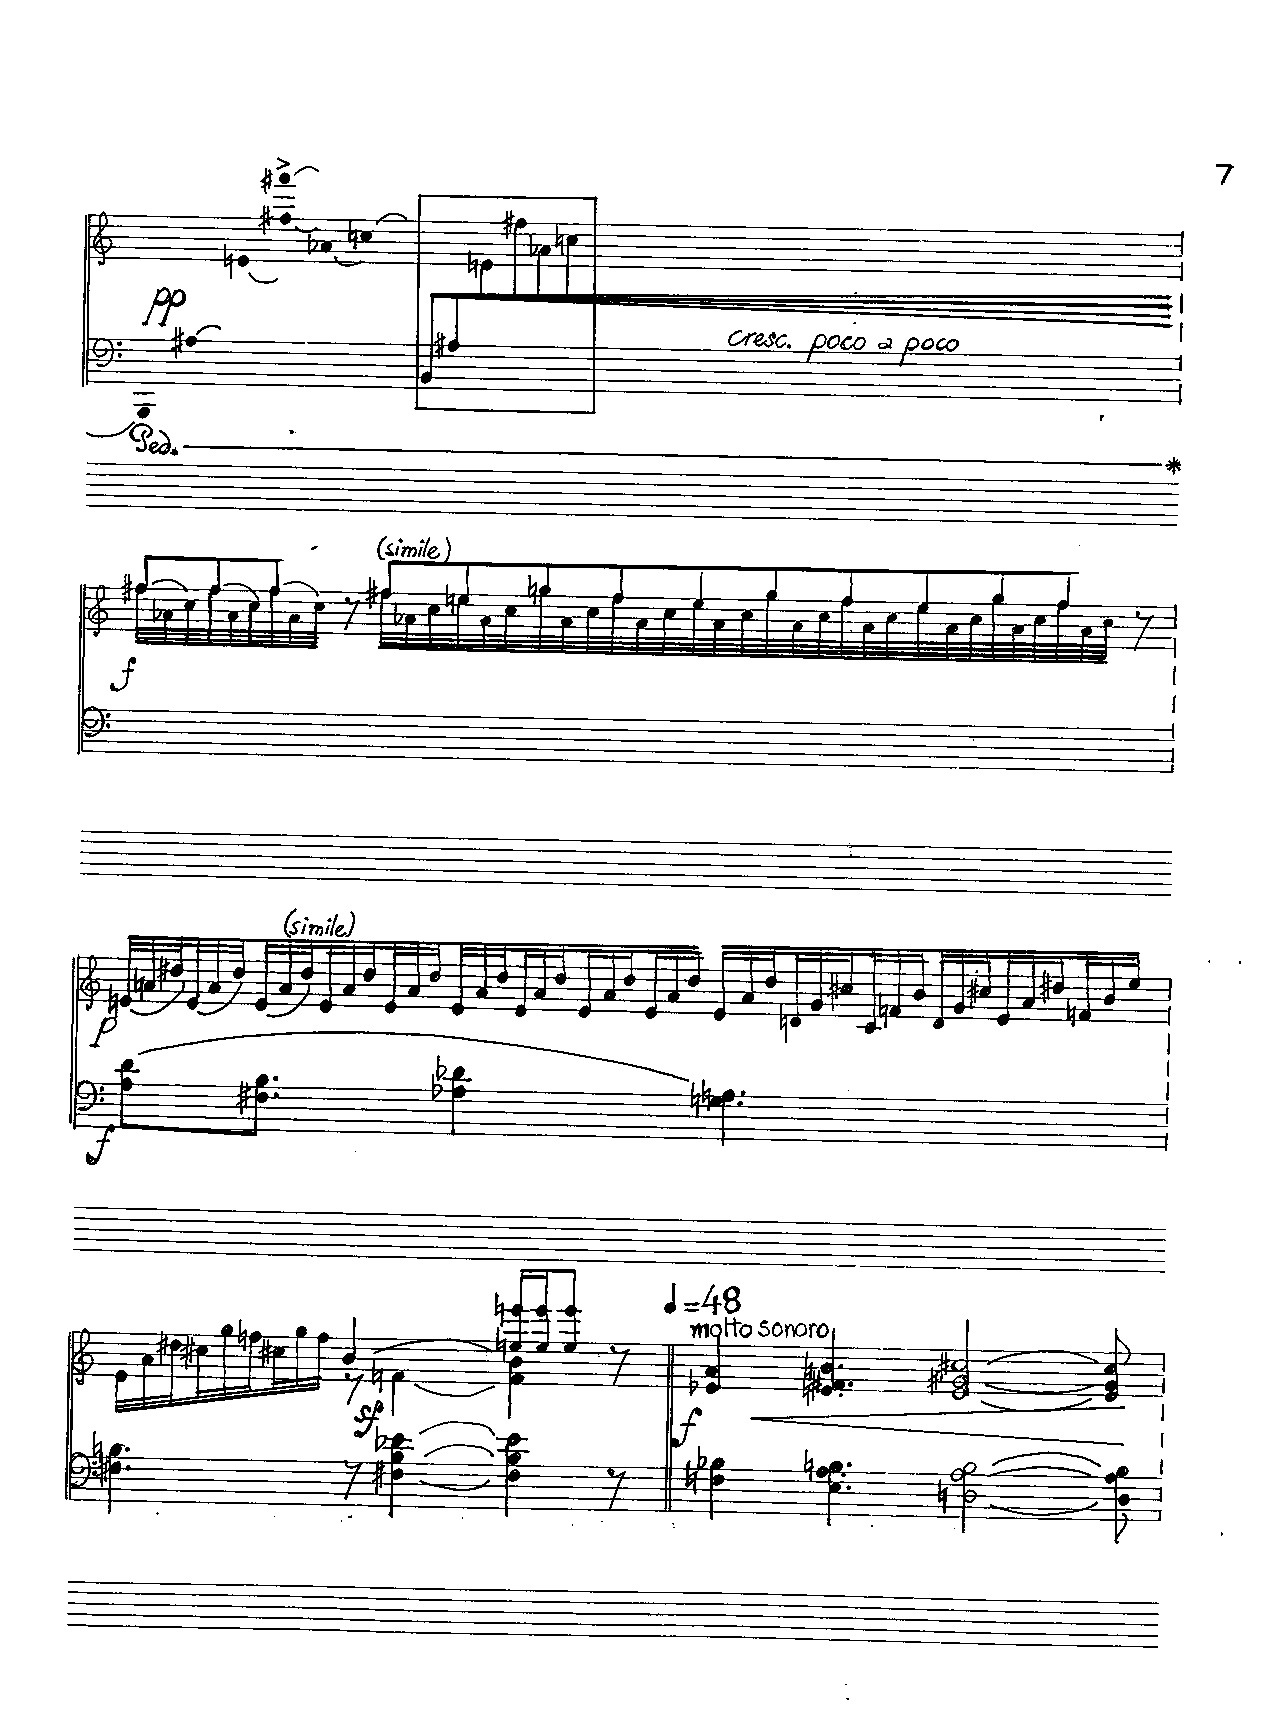 7
pp
cresc. poco a poco
Ped.
*
(simile)
f
(simile)
p
f
♩=48
molto sonoro
sf
f